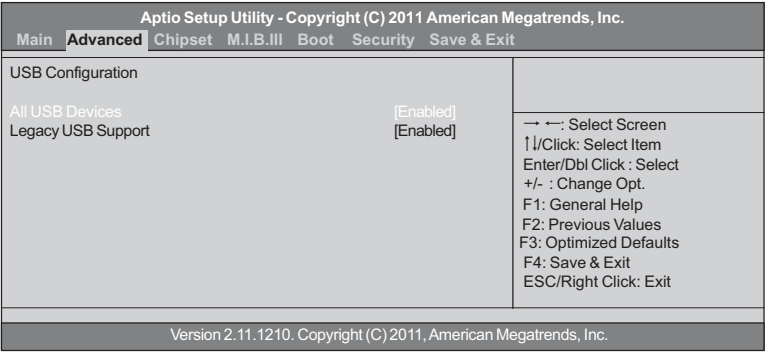 Aptio Setup Utility - Copyright (C) 2011 American Megatrends, Inc.
Main Advanced Chipset M.I.B.III Boot Security Save & Exit
USB Configuration
All USB Devices [Enabled]
Legacy USB Support [Enabled]
→ ←: Select Screen
↑↓/Click: Select Item
Enter/Dbl Click : Select
+/- : Change Opt.
F1: General Help
F2: Previous Values
F3: Optimized Defaults
F4: Save & Exit
ESC/Right Click: Exit
Version 2.11.1210. Copyright (C) 2011, American Megatrends, Inc.